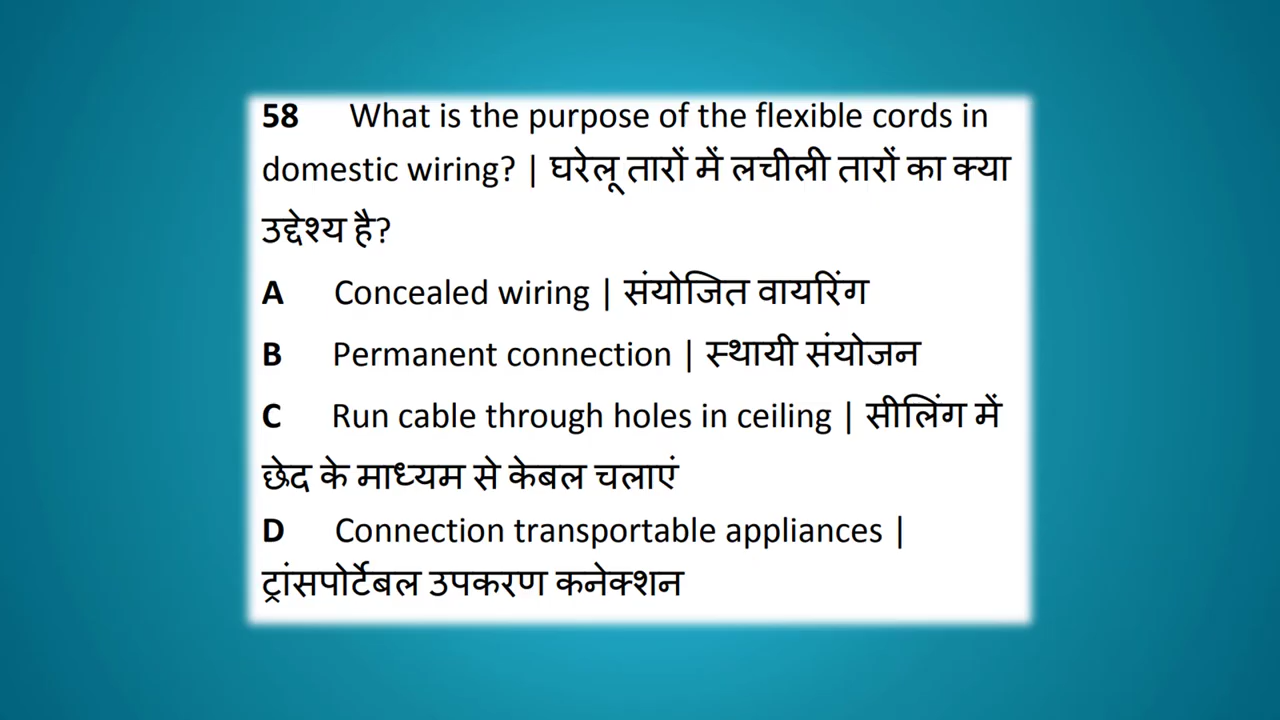 58 What is the purpose of the flexible cords in
domestic wiring? | घरेलू तारों में लचीली तारों का क्या
उद्देश्य है?
A Concealed wiring | संयोजित वायरिंग
B Permanent connection | स्थायी संयोजन
C Run cable through holes in ceiling | सीलिंग में
छेद के माध्यम से केबल चलाएं
D Connection transportable appliances |
ट्रांसपोर्टेबल उपकरण कनेक्शन